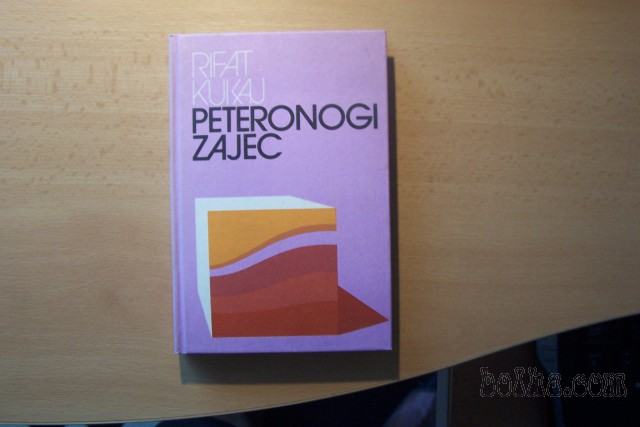 RIFAT
KUKAJ
PETERONOGI
ZAJEC
bolha.com